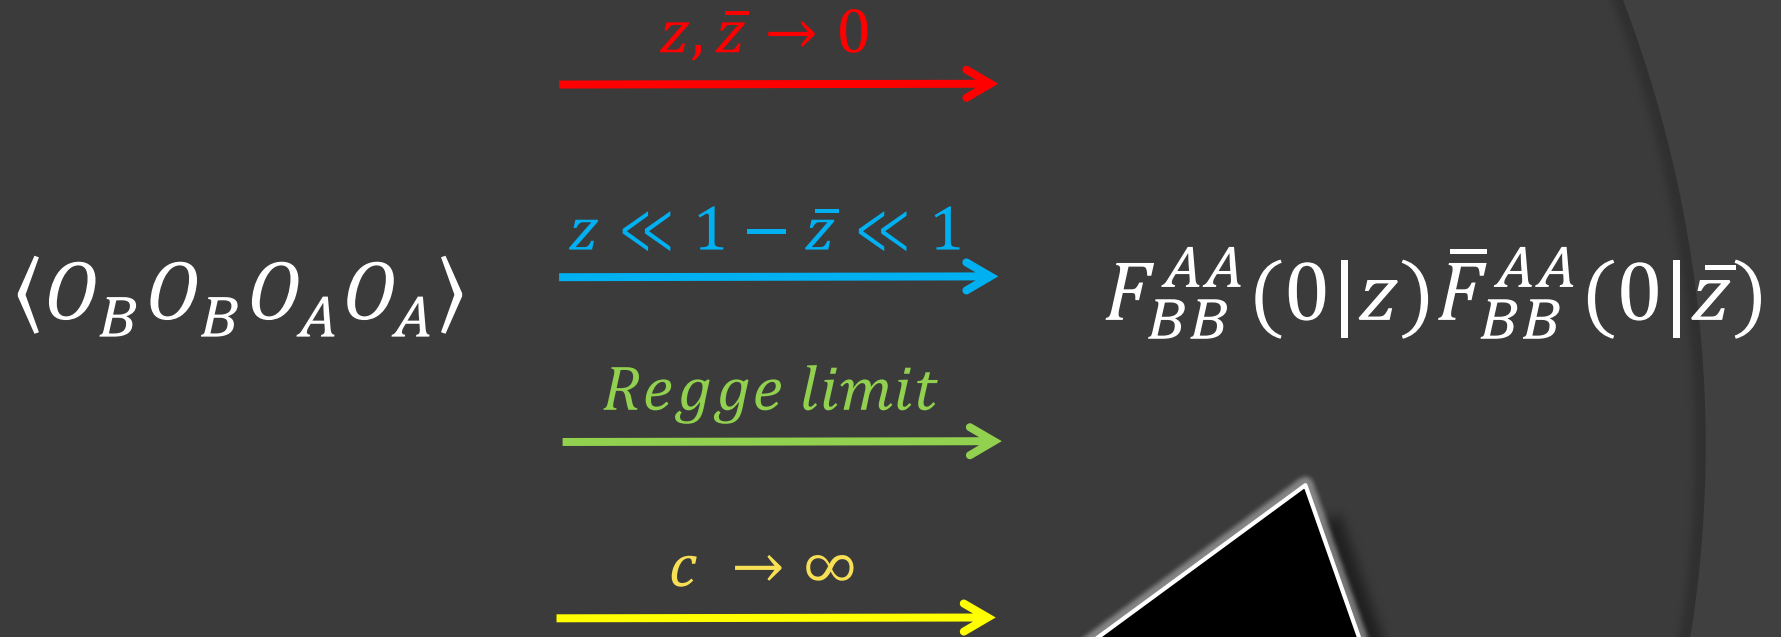 z, z̄ → 0
z ≪ 1 − z̄ ≪ 1
⟨O_B O_B O_A O_A⟩
F^{AA}_{BB}(0|z)F̄^{AA}_{BB}(0|z̄)
Regge limit
c → ∞